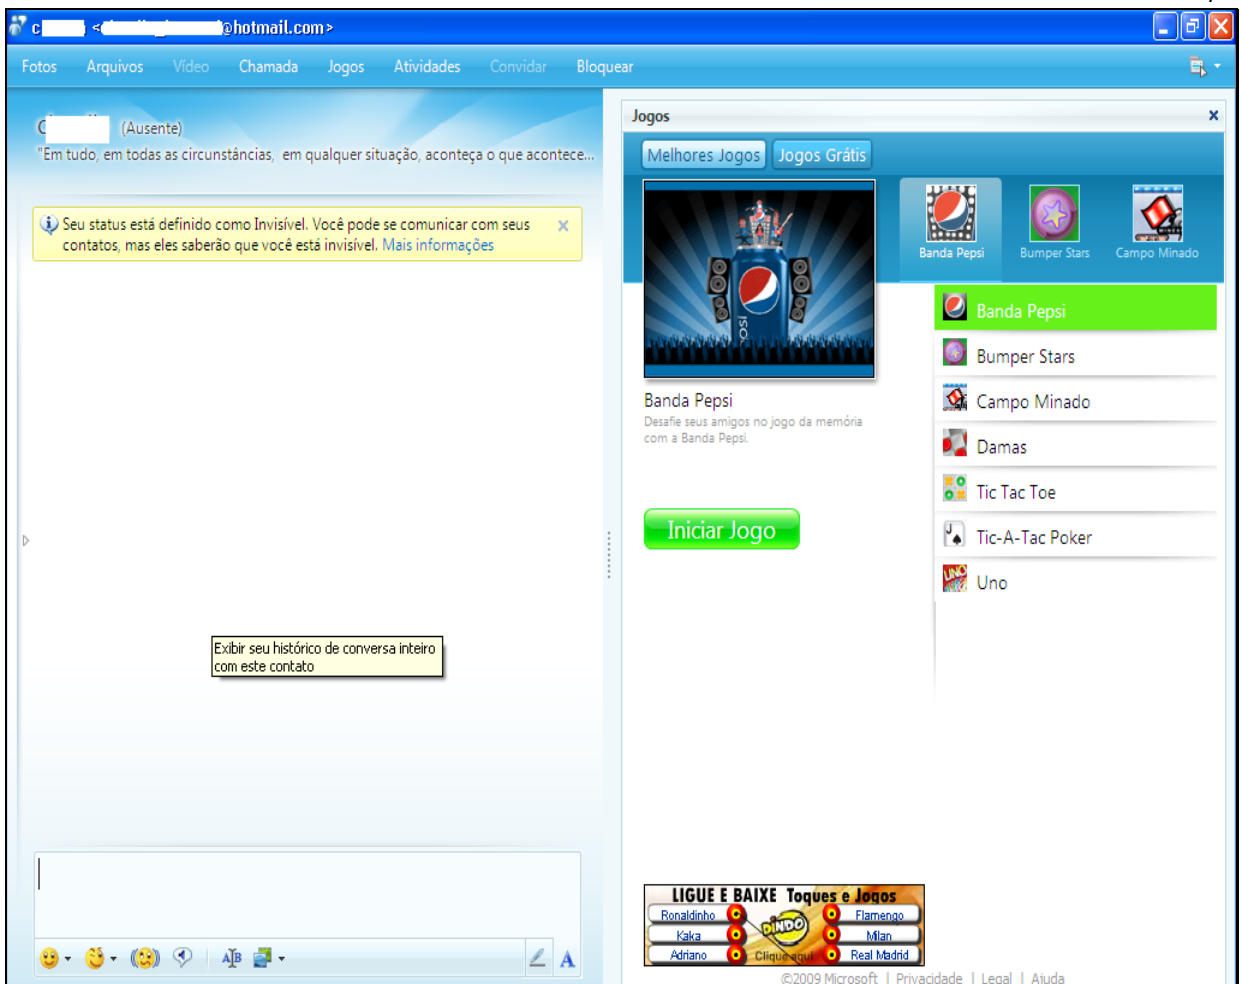 c <@hotmail.com>
Fotos Arquivos Vídeo Chamada Jogos Atividades Convidar Bloquear
(Ausente)
"Em tudo, em todas as circunstâncias, em qualquer situação, aconteça o que acontece...
Seu status está definido como Invisível. Você pode se comunicar com seus
contatos, mas eles saberão que você está invisível. Mais informações
Exibir seu histórico de conversa inteiro
com este contato
Jogos
Melhores Jogos Jogos Grátis
Banda Pepsi Bumper Stars Campo Minado
Banda Pepsi
Desafie seus amigos no jogo da memória
com a Banda Pepsi.
Iniciar Jogo
Banda Pepsi
Bumper Stars
Campo Minado
Damas
Tic Tac Toe
Tic-A-Tac Poker
Uno
LIGUE E BAIXE Toques e Jogos
Ronaldinho Flamengo
Kaka DINDO Milan
Adriano Clique aqui Real Madrid
©2009 Microsoft | Privacidade | Legal | Ajuda